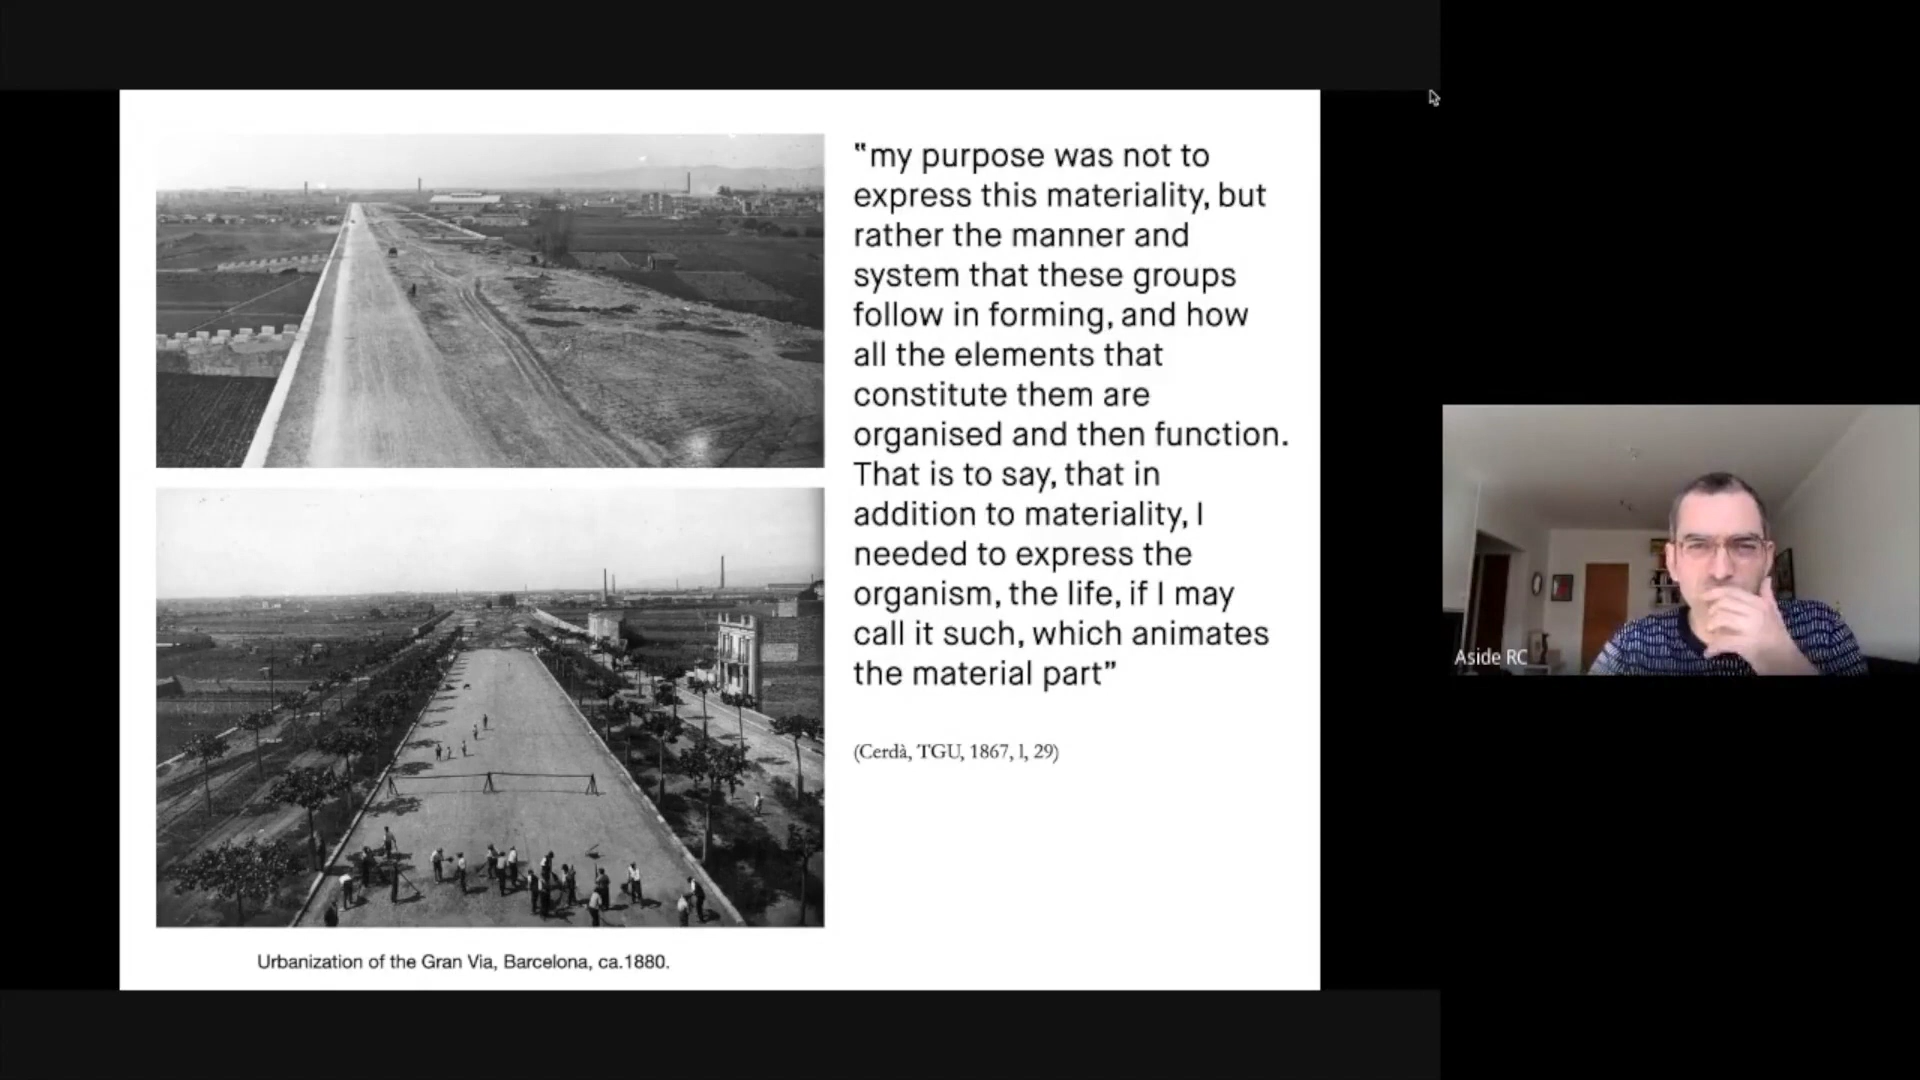 "my purpose was not to
express this materiality, but
rather the manner and
system that these groups
follow in forming, and how
all the elements that
constitute them are
organised and then function.
That is to say, that in
addition to materiality, I
needed to express the
organism, the life, if I may
call it such, which animates
the material part"
(Cerdà, TGU, 1867, l, 29)
Urbanization of the Gran Via, Barcelona, ca.1880.
Aside RC